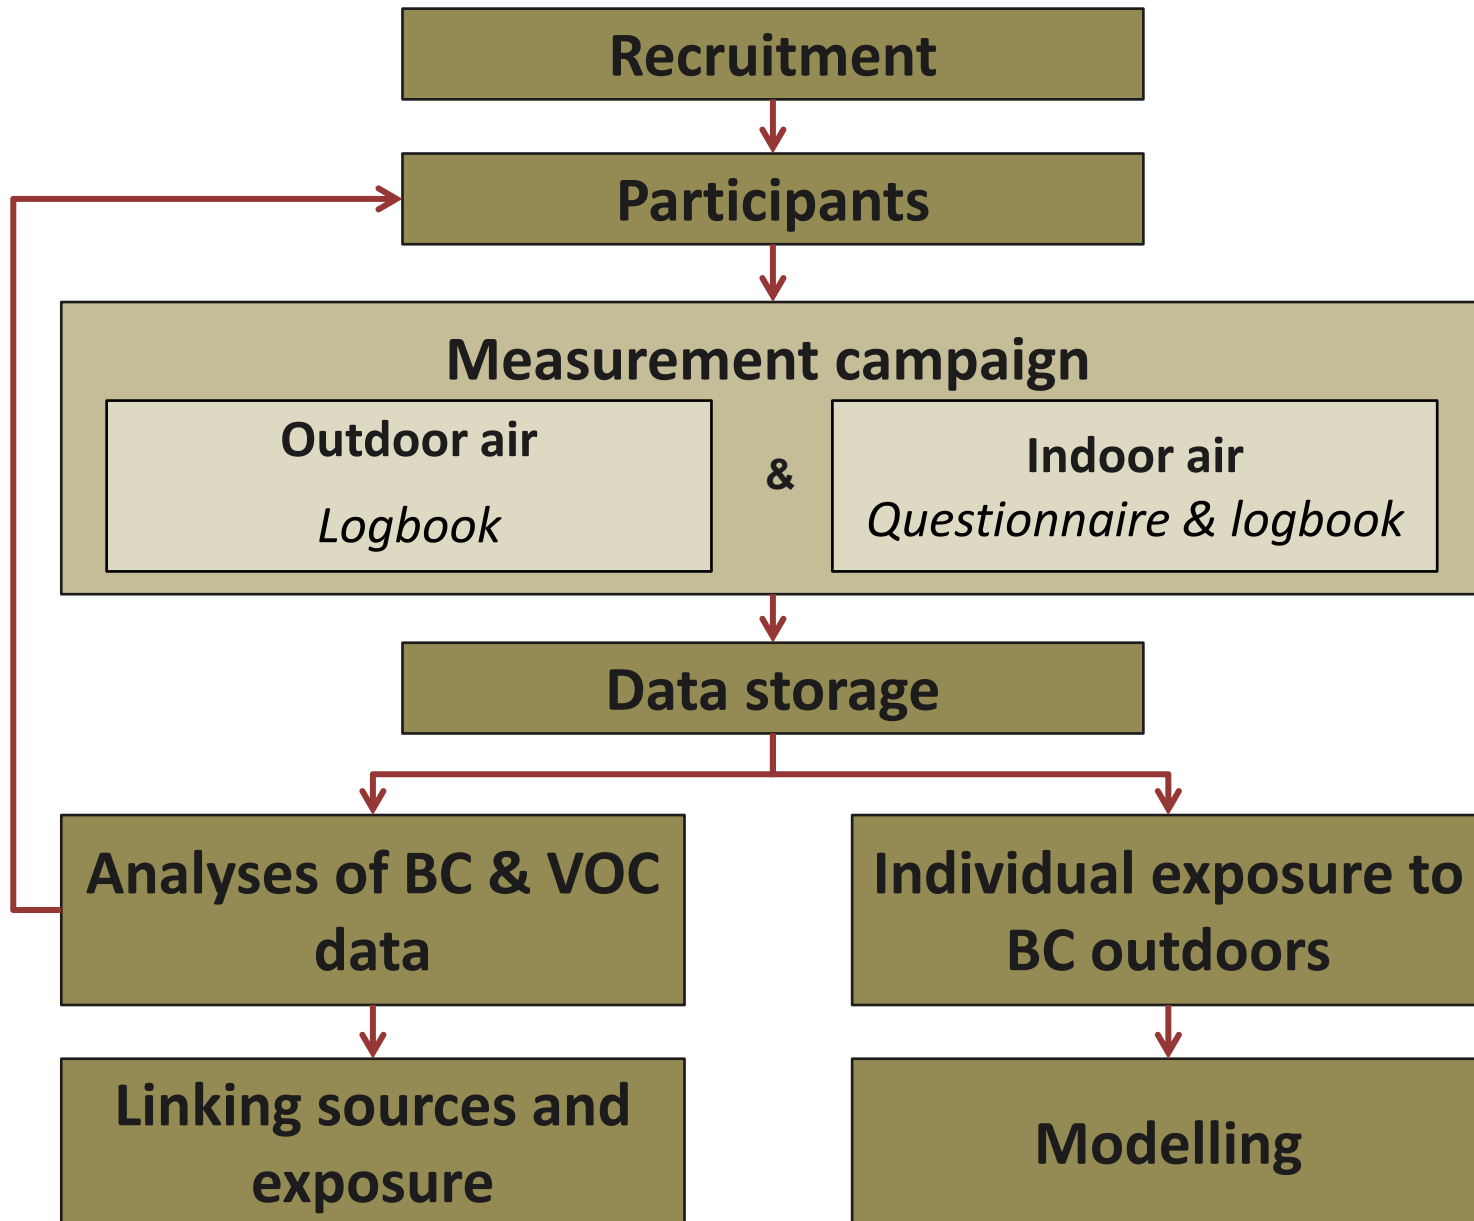 Recruitment
Participants
Measurement campaign
Outdoor air
Logbook
&
Indoor air
Questionnaire & logbook
Data storage
Analyses of BC & VOC
data
Individual exposure to
BC outdoors
Linking sources and
exposure
Modelling